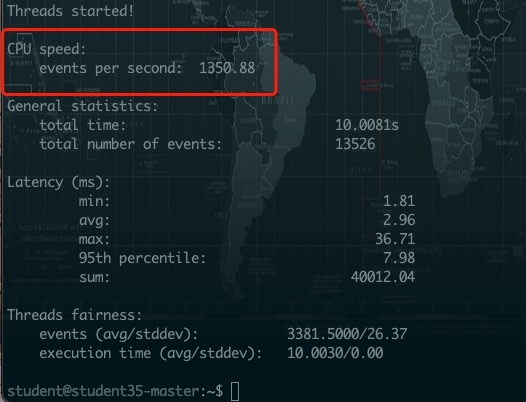 Threads started!
CPU speed:
    events per second:  1350.88
General statistics:
    total time:                          10.0081s
    total number of events:              13526
Latency (ms):
         min:                                    1.81
         avg:                                    2.96
         max:                                   36.71
         95th percentile:                        7.98
         sum:                                40012.04
Threads fairness:
    events (avg/stddev):           3381.5000/26.37
    execution time (avg/stddev):   10.0030/0.00
student@student35-master:~$
BRAZIL